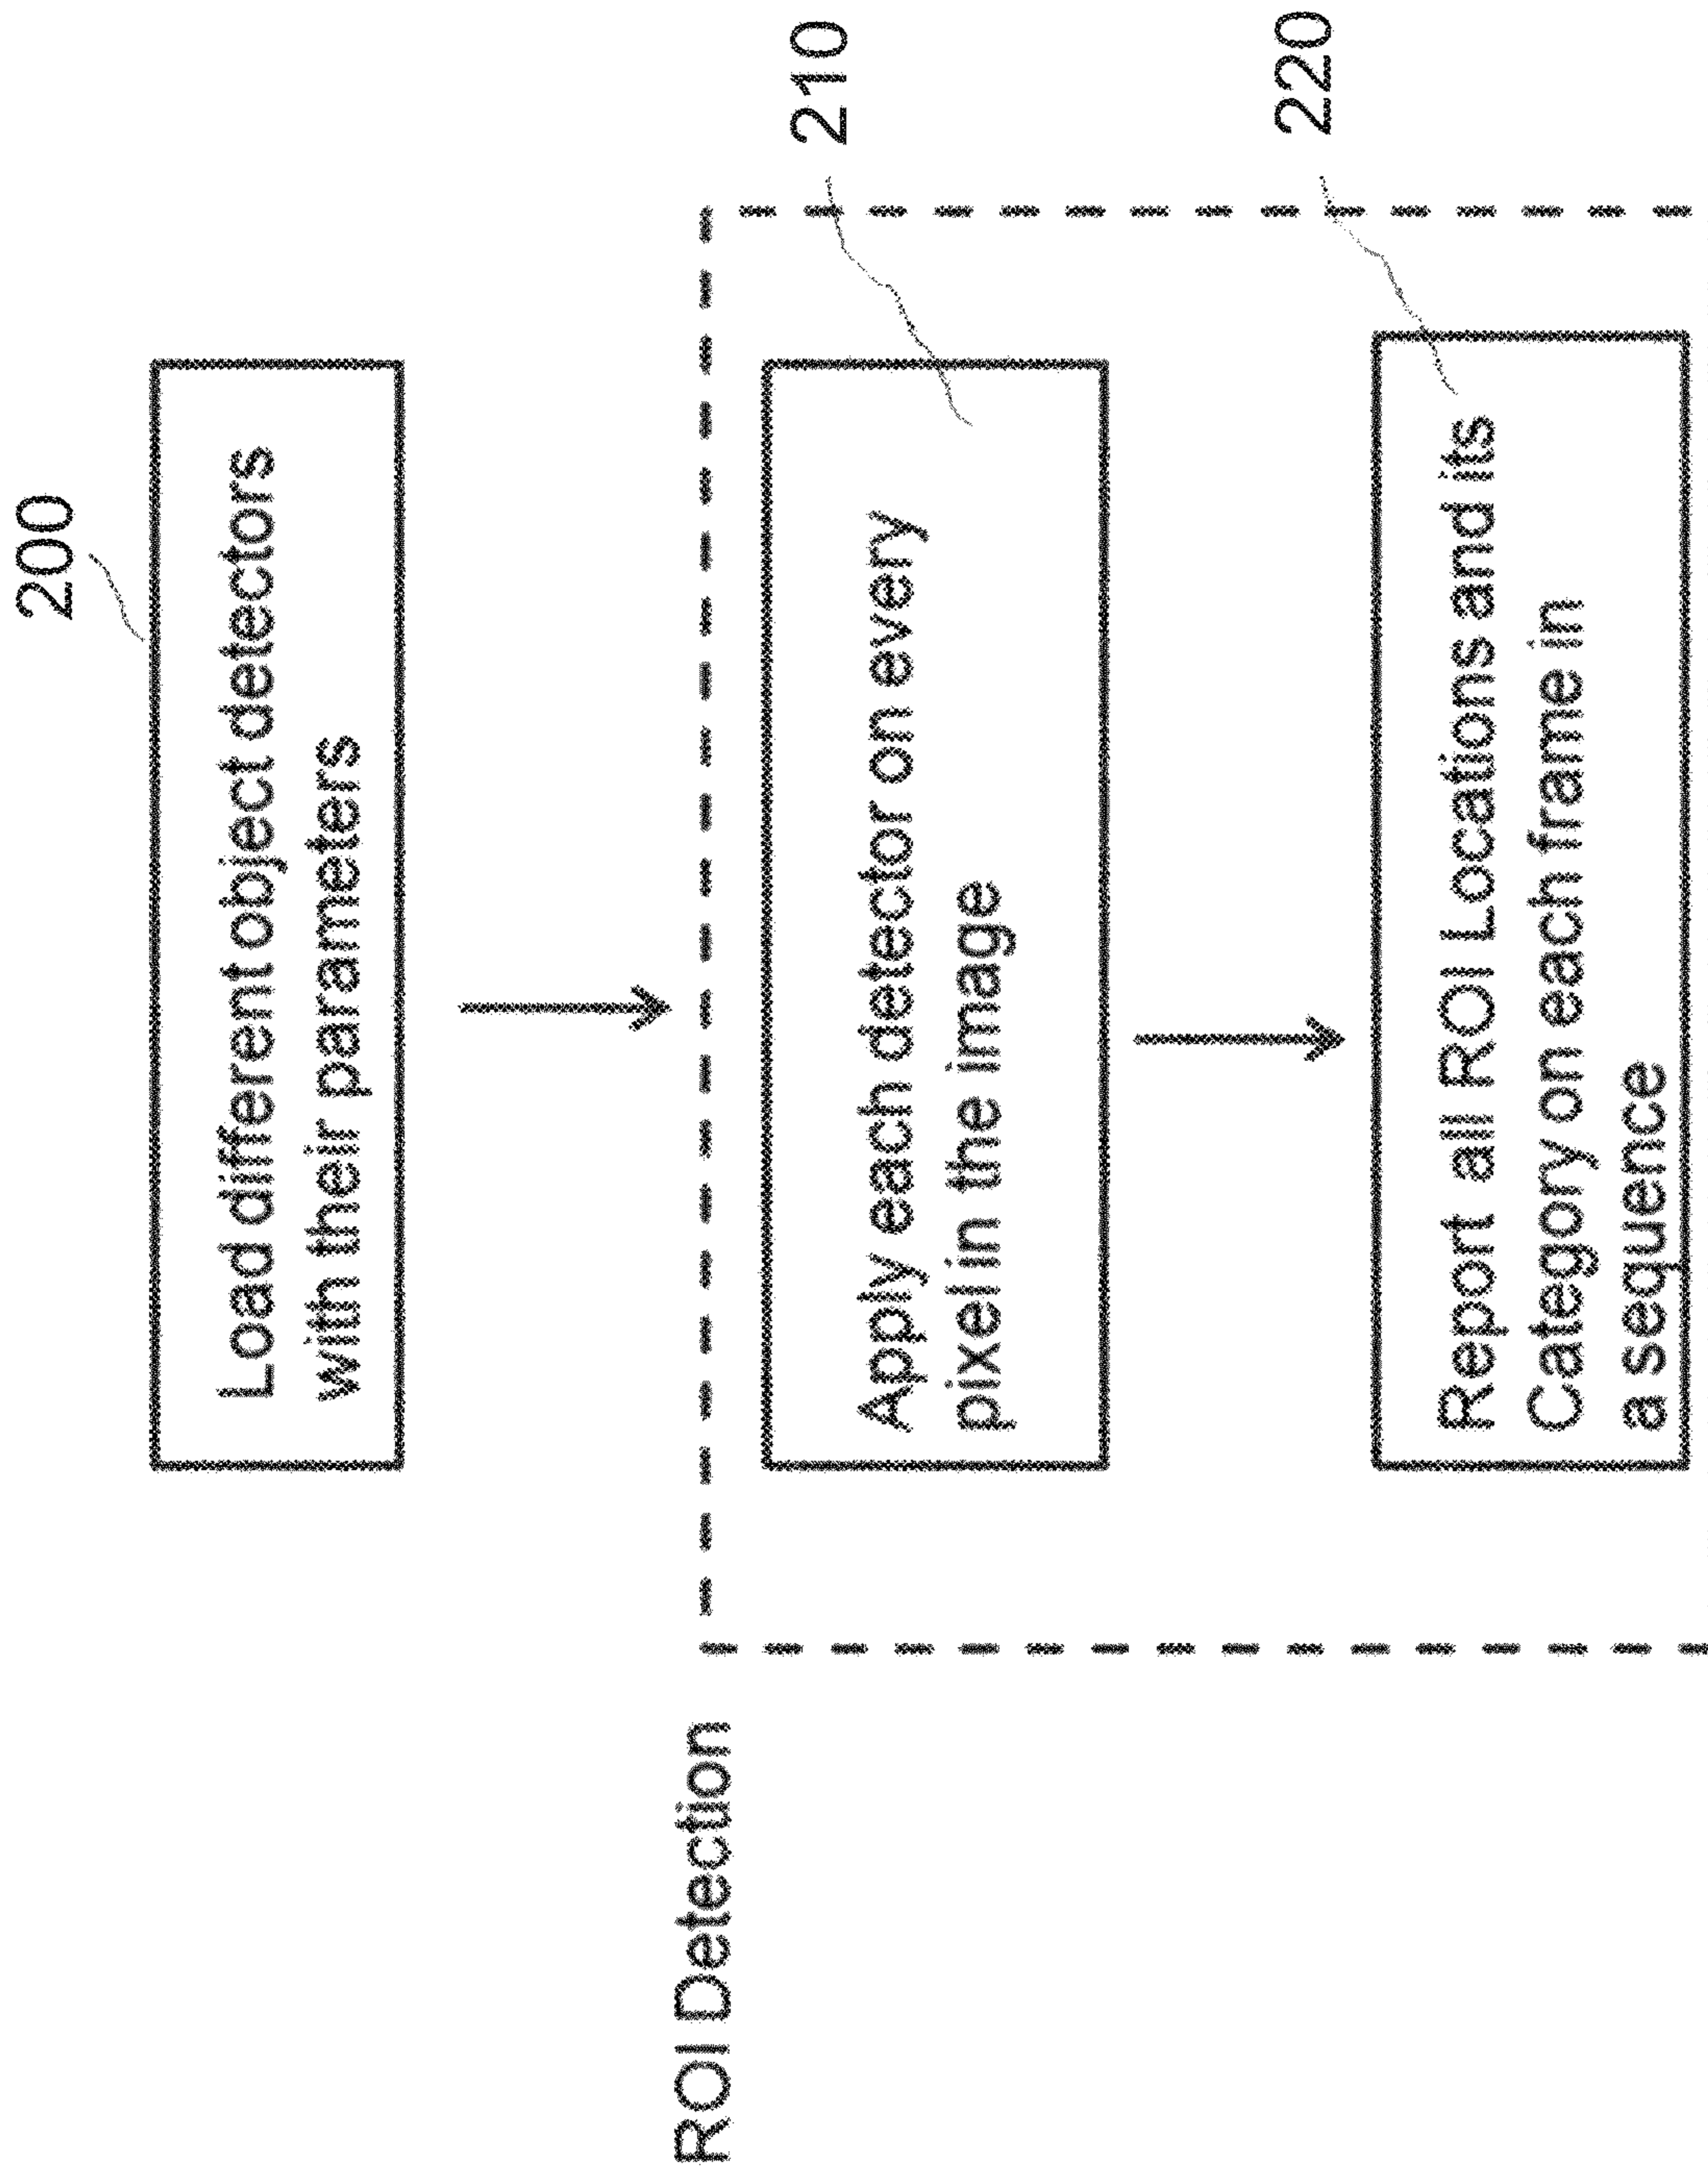 200
Load different object detectors
with their parameters
ROI Detection
210
Apply each detector on every
pixel in the image
220
Report all ROI Locations and its
Category on each frame in
a sequence